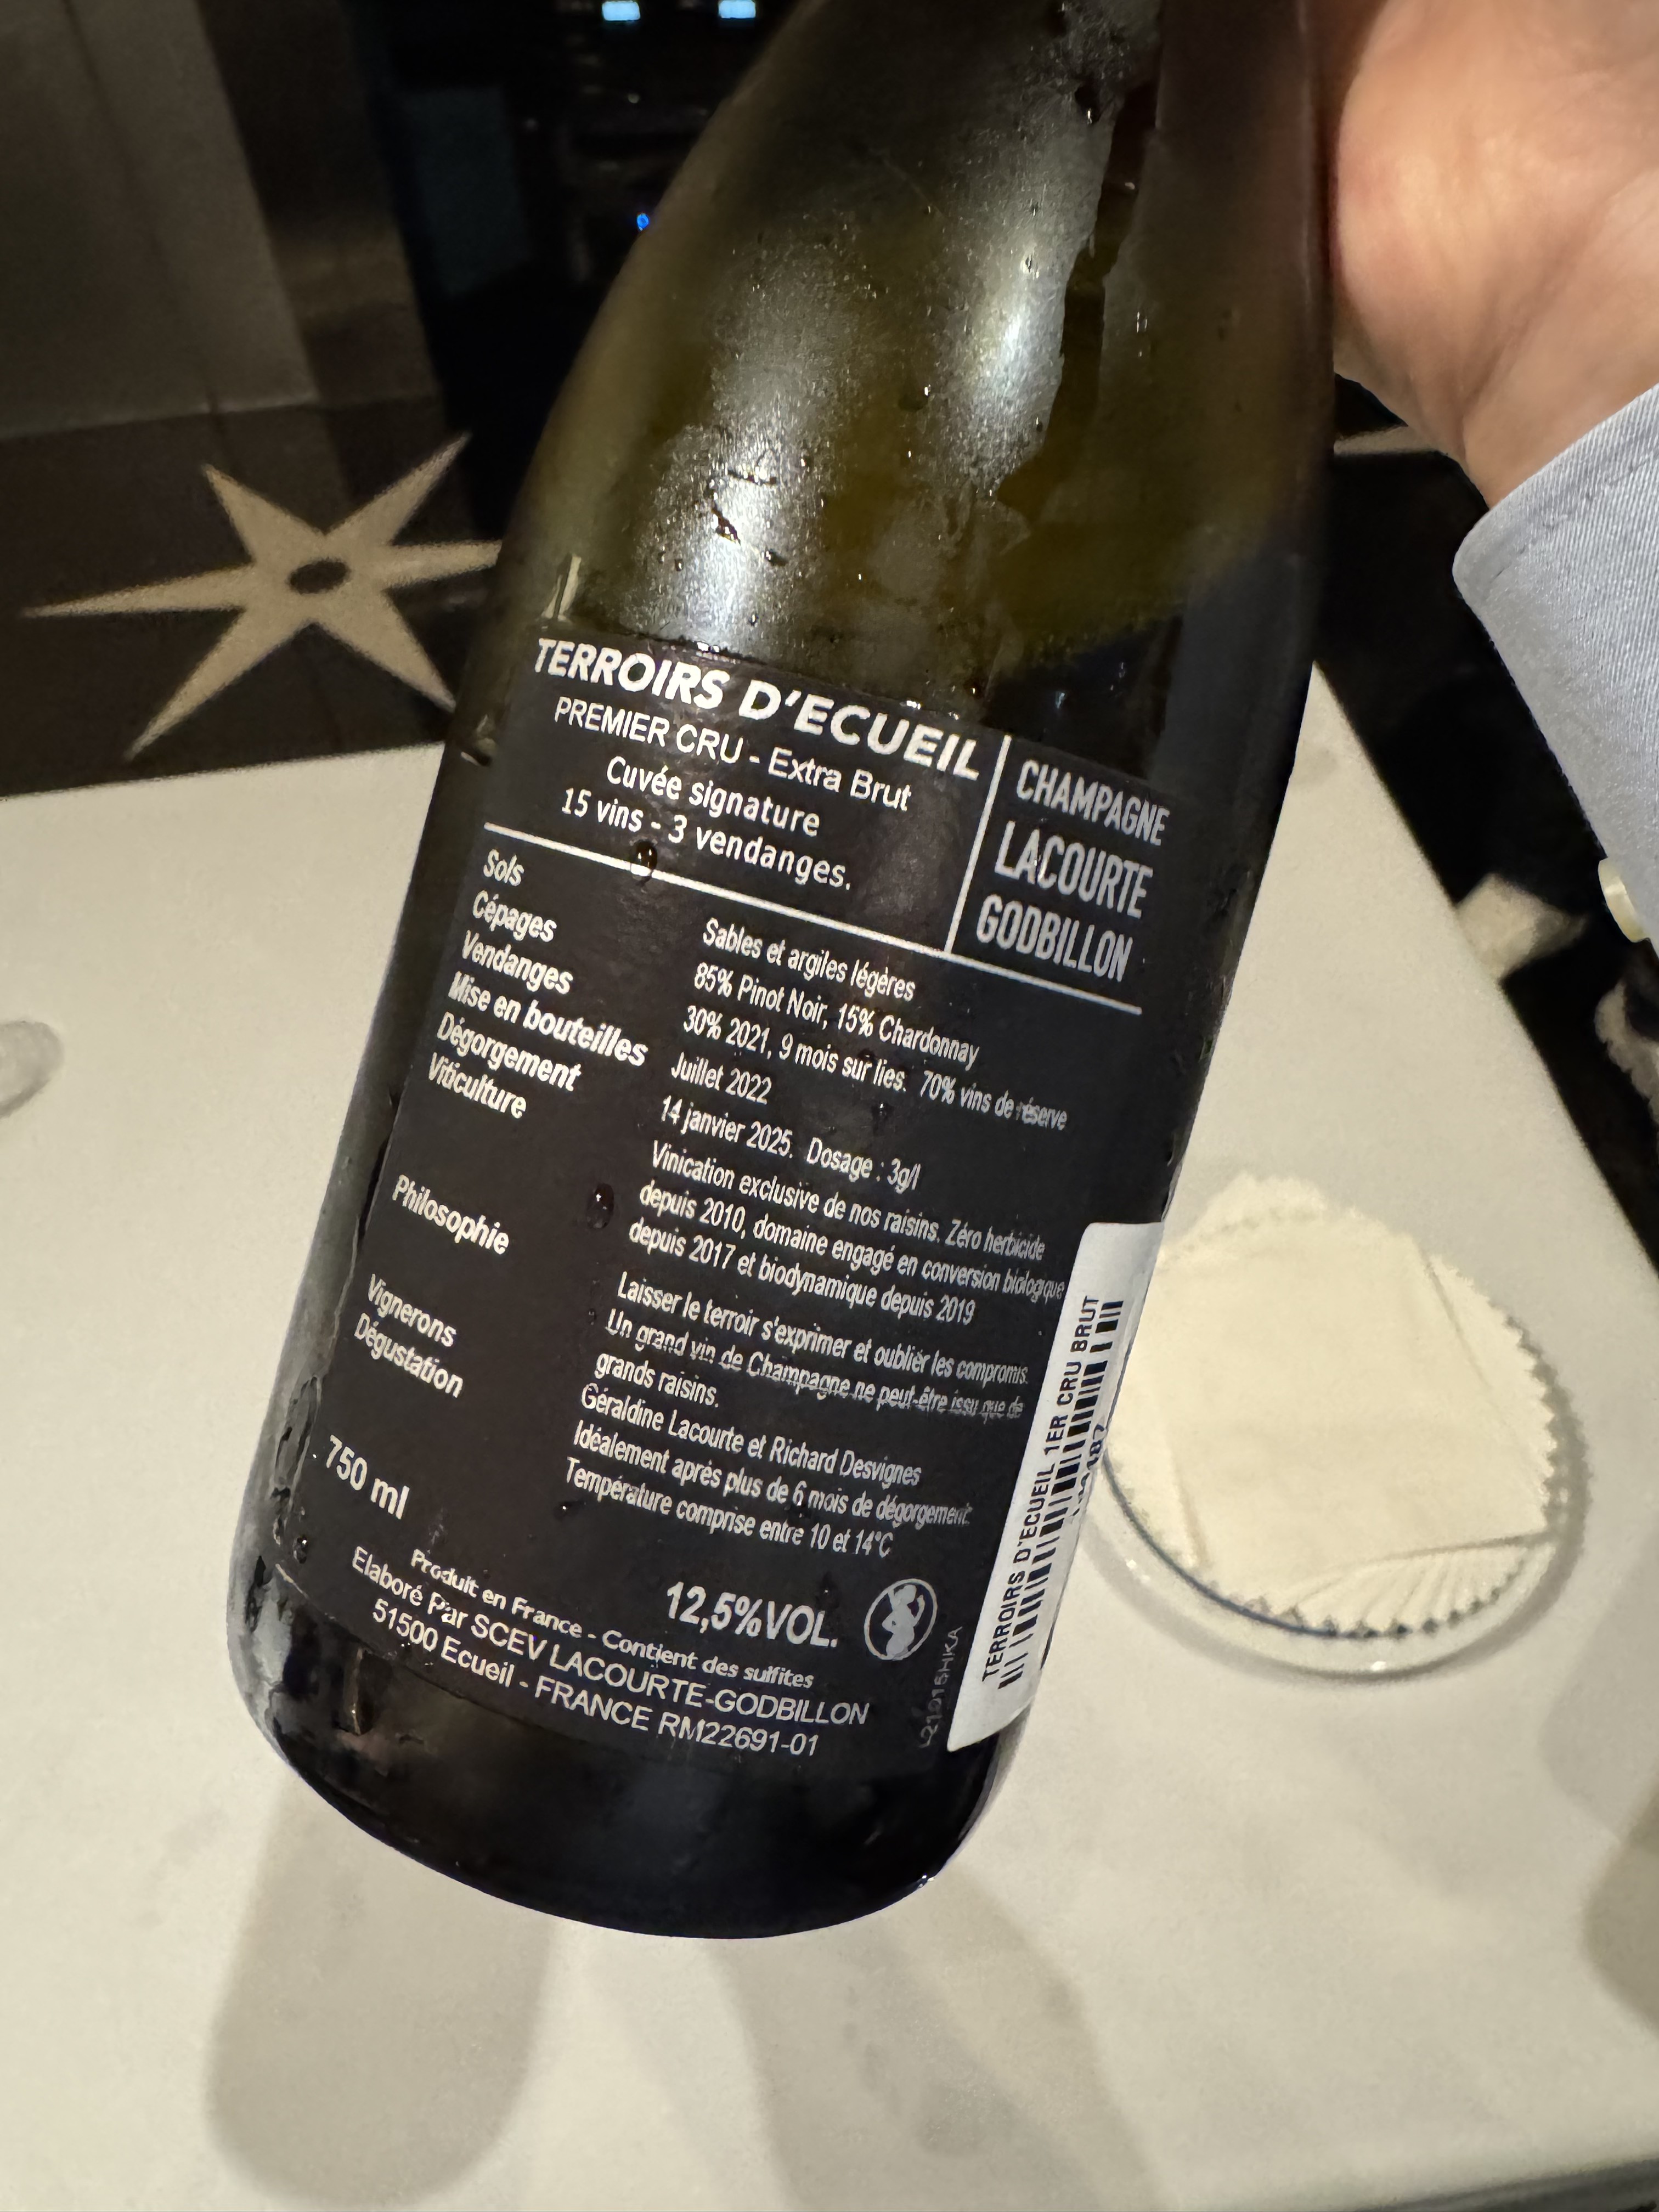 TERROIRS D'ECUEIL
PREMIER CRU - Extra Brut
Cuvée signature
15 vins - 3 vendanges.
CHAMPAGNE
LACOURTE
GODBILLON
Sols Sables et argiles légères
Cépages 85% Pinot Noir, 15% Chardonnay
Vendanges 30% 2021, 9 mois sur lies. 70% vins de réserve
Mise en bouteilles Juillet 2022
Dégorgement 14 janvier 2025. Dosage : 3g/l
Viticulture Vinication exclusive de nos raisins. Zéro herbicide
depuis 2010, domaine engagé en conversion biologique
depuis 2017 et biodynamique depuis 2019
Philosophie Laisser le terroir s'exprimer et oublier les compromis.
Un grand vin de Champagne ne peut-être issu que de
grands raisins.
Vignerons Géraldine Lacourte et Richard Desvignes
Dégustation Idéalement après plus de 6 mois de dégorgement
Température comprise entre 10 et 14°C
750 ml
12,5%VOL.
Produit en France - Contient des sulfites
Elaboré Par SCEV LACOURTE-GODBILLON
51500 Ecueil - FRANCE RM22691-01
TERROIRS D'ECUEIL 1ER CRU BRUT